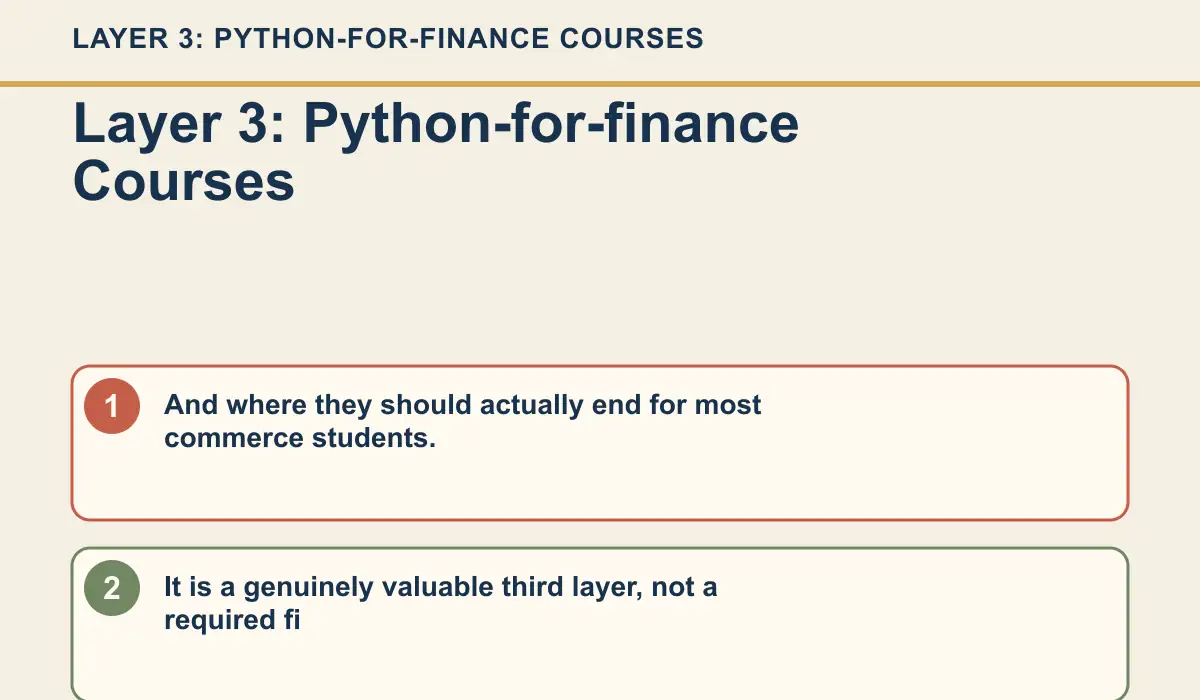 LAYER 3: PYTHON-FOR-FINANCE COURSES
Layer 3: Python-for-finance
Courses
1
And where they should actually end for most
commerce students.
2
It is a genuinely valuable third layer, not a
required fi